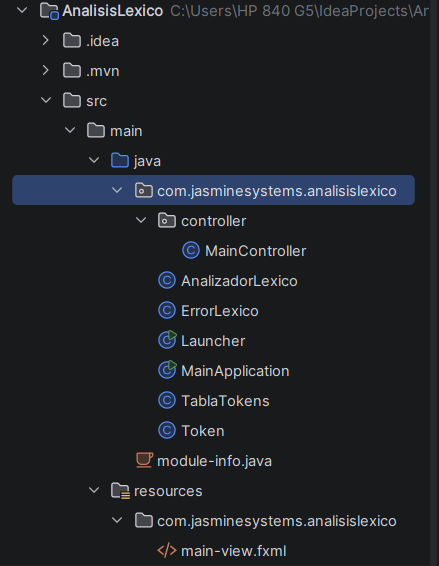 AnalisisLexico C:\Users\HP 840 G5\IdeaProjects\Ar
.idea
.mvn
src
main
java
com.jasminesystems.analisislexico
controller
MainController
AnalizadorLexico
ErrorLexico
Launcher
MainApplication
TablaTokens
Token
module-info.java
resources
com.jasminesystems.analisislexico
main-view.fxml